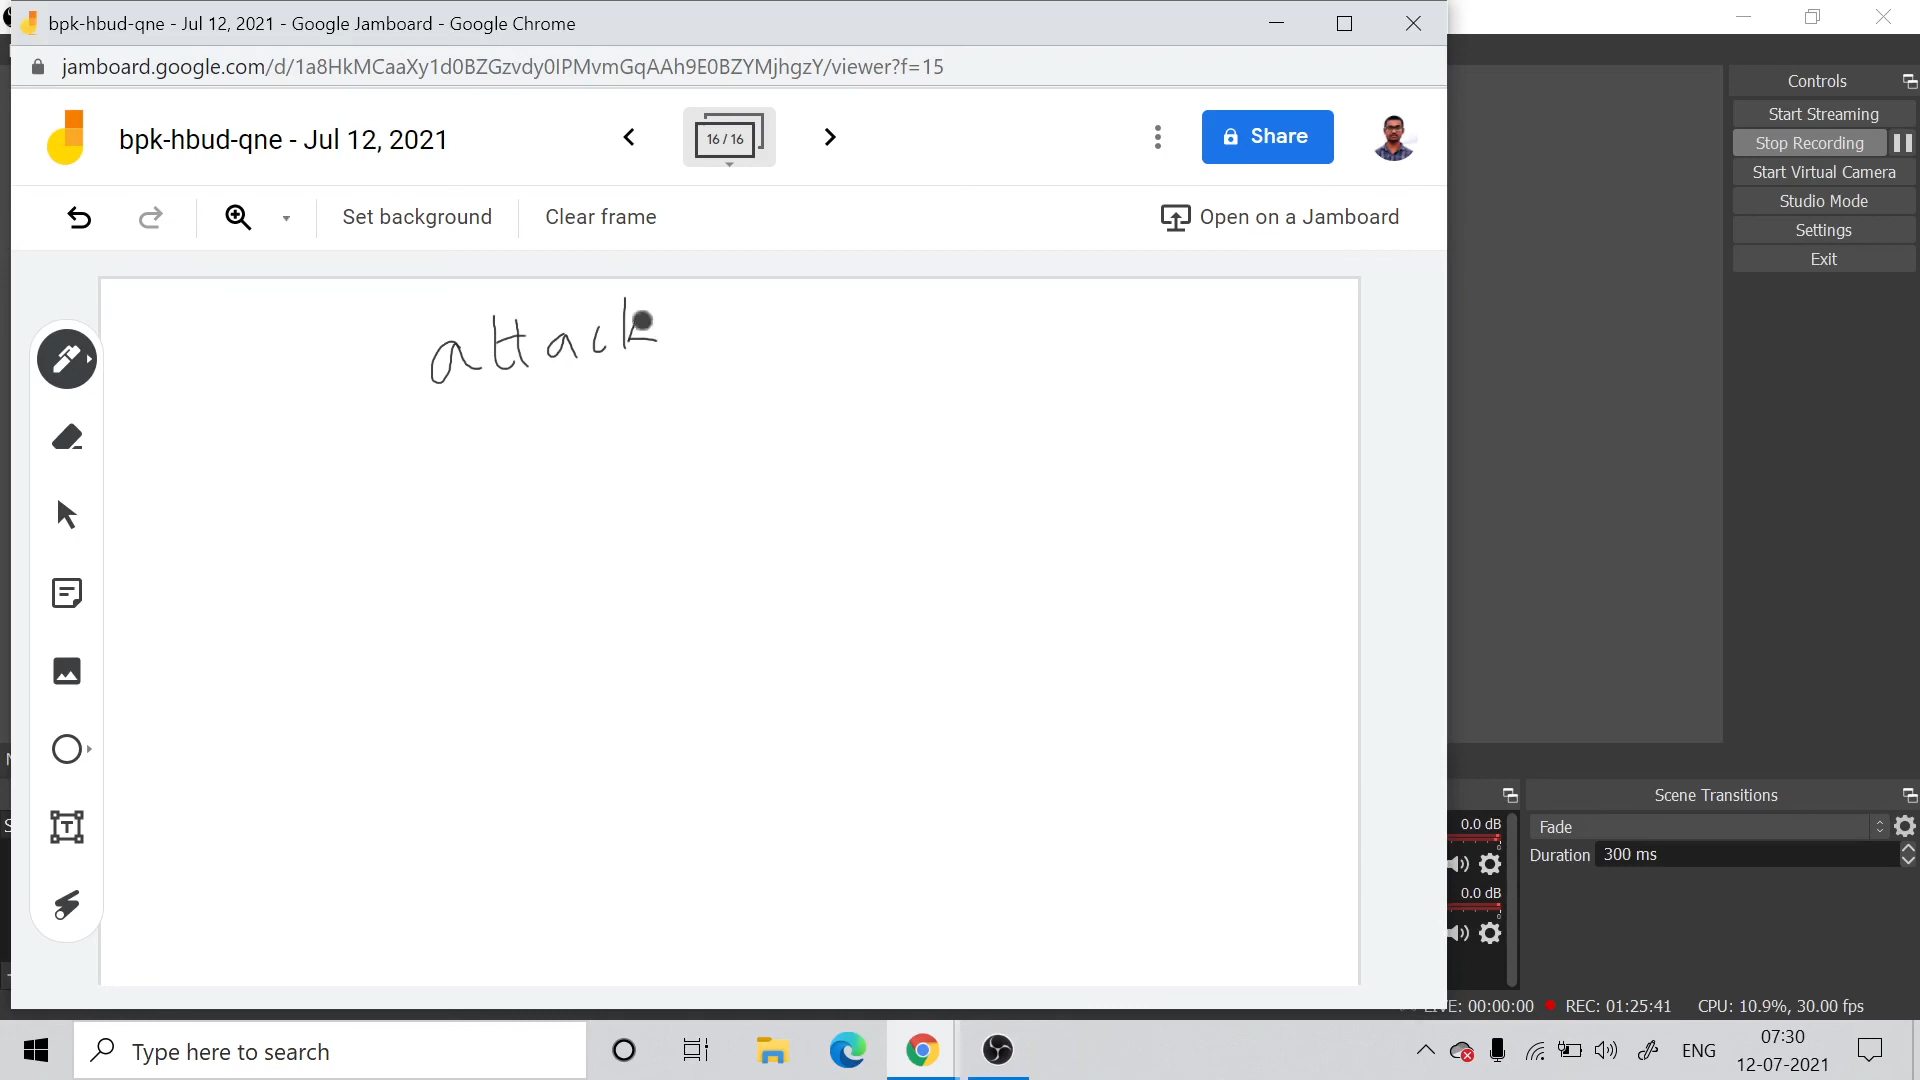 bpk-hbud-qne - Jul 12, 2021 - Google Jamboard - Google Chrome
jamboard.google.com/d/1a8HkMCaaXy1d0BZGzvdy0IPMvmGqAAh9E0BZYMjhgzY/viewer?f=15
bpk-hbud-qne - Jul 12, 2021
16 / 16
Share
Set background
Clear frame
Open on a Jamboard
attack
Controls
Start Streaming
Stop Recording
Start Virtual Camera
Studio Mode
Settings
Exit
Scene Transitions
0.0 dB
Fade
Duration 300 ms
0.0 dB
LIVE: 00:00:00 REC: 01:25:41 CPU: 10.9%, 30.00 fps
Type here to search
ENG
07:30
12-07-2021